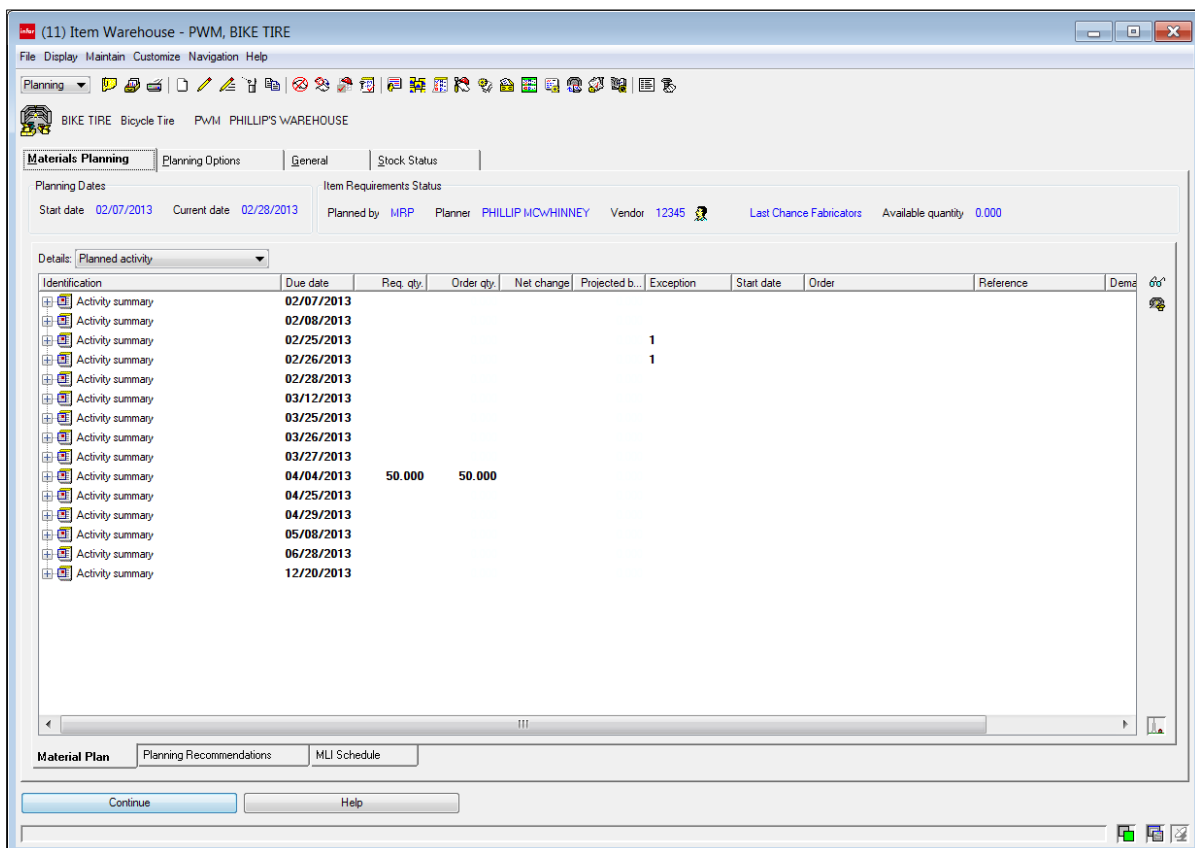 infor (11) Item Warehouse - PWM, BIKE TIRE
File Display Maintain Customize Navigation Help
Planning
BIKE TIRE Bicycle Tire PWM PHILLIP'S WAREHOUSE
Materials Planning Planning Options General Stock Status
Planning Dates Item Requirements Status
Start date 02/07/2013 Current date 02/28/2013 Planned by MRP Planner PHILLIP MCWHINNEY Vendor 12345 Last Chance Fabricators Available quantity 0.000
Details: Planned activity
Identification Due date Req. qty. Order qty. Net change Projected b... Exception Start date Order Reference Dema
Activity summary 02/07/2013
Activity summary 02/08/2013
Activity summary 02/25/2013 1
Activity summary 02/26/2013 1
Activity summary 02/28/2013
Activity summary 03/12/2013
Activity summary 03/25/2013
Activity summary 03/26/2013
Activity summary 03/27/2013
Activity summary 04/04/2013 50.000 50.000
Activity summary 04/25/2013
Activity summary 04/29/2013
Activity summary 05/08/2013
Activity summary 06/28/2013
Activity summary 12/20/2013
Material Plan Planning Recommendations MLI Schedule
Continue Help